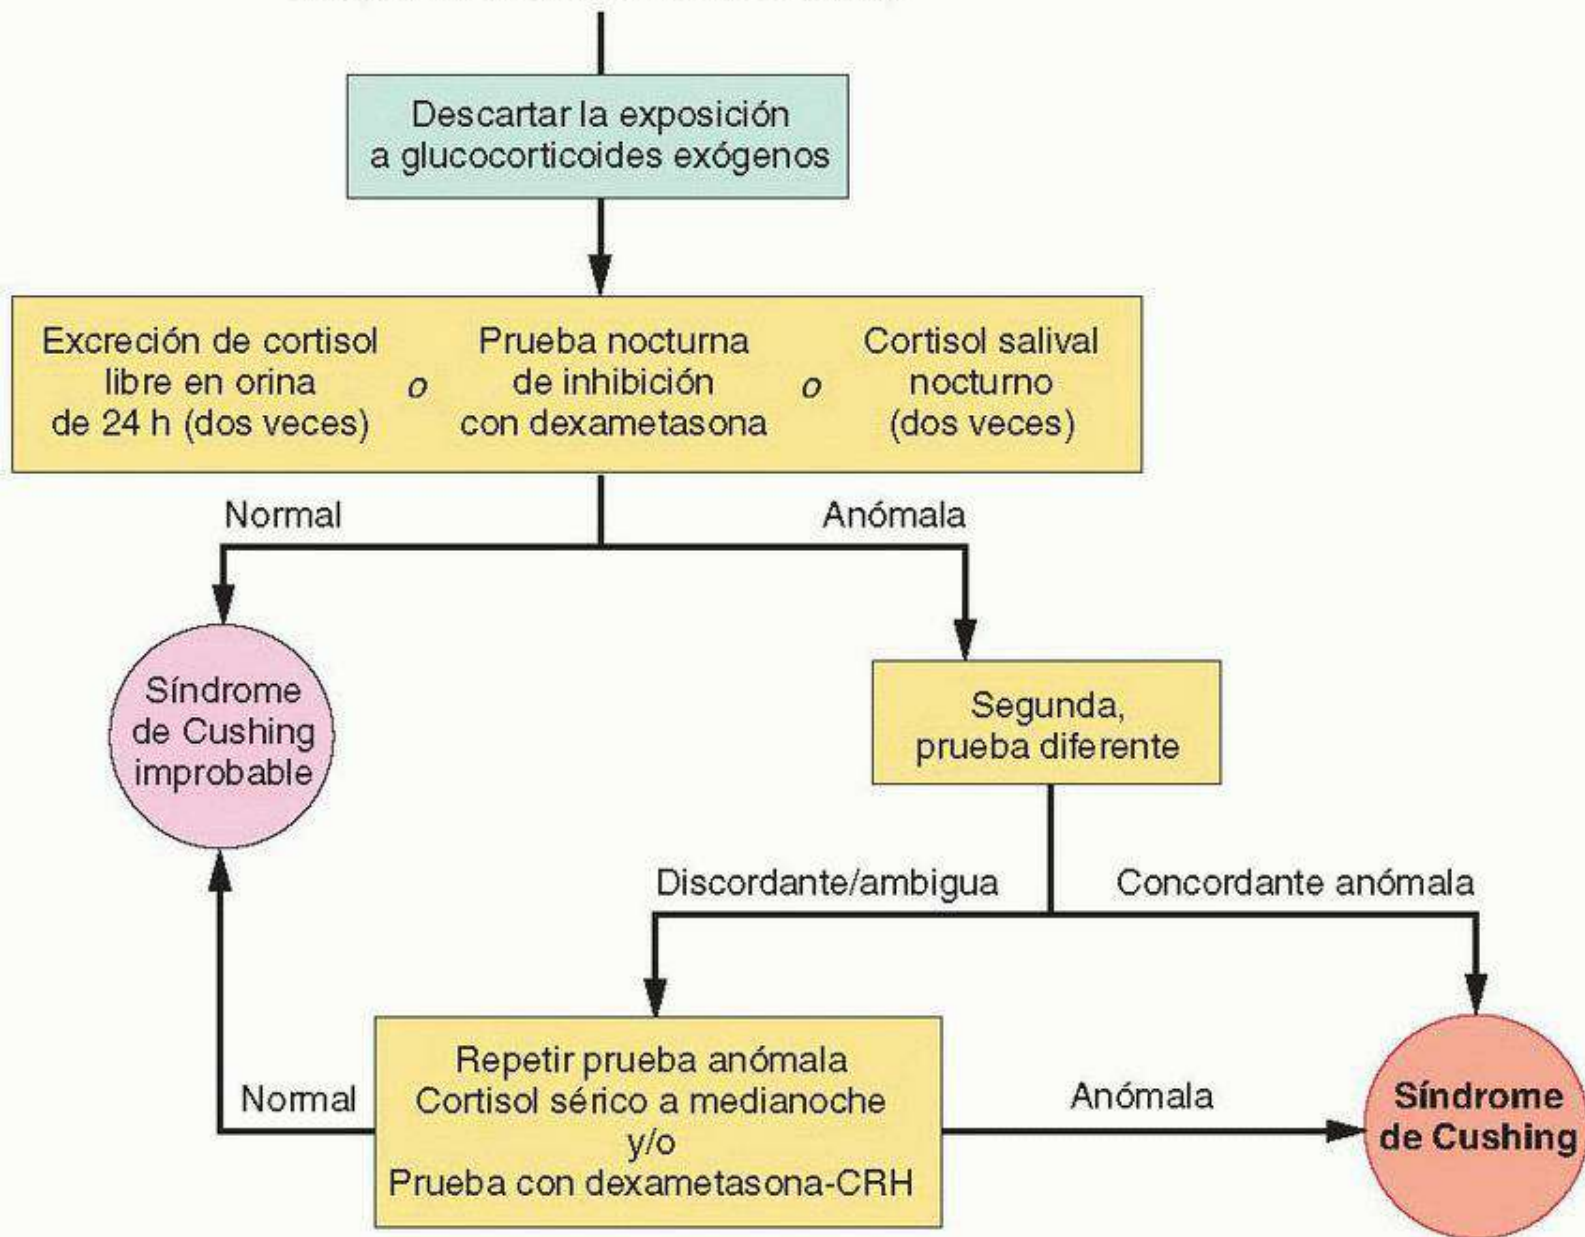 Descartar la exposición
a glucocorticoides exógenos
Excreción de cortisol
libre en orina
de 24 h (dos veces)
o
Prueba nocturna
de inhibición
con dexametasona
o
Cortisol salival
nocturno
(dos veces)
Normal
Anómala
Síndrome
de Cushing
improbable
Segunda,
prueba diferente
Discordante/ambigua
Concordante anómala
Repetir prueba anómala
Cortisol sérico a medianoche
y/o
Prueba con dexametasona-CRH
Normal
Anómala
Síndrome
de Cushing